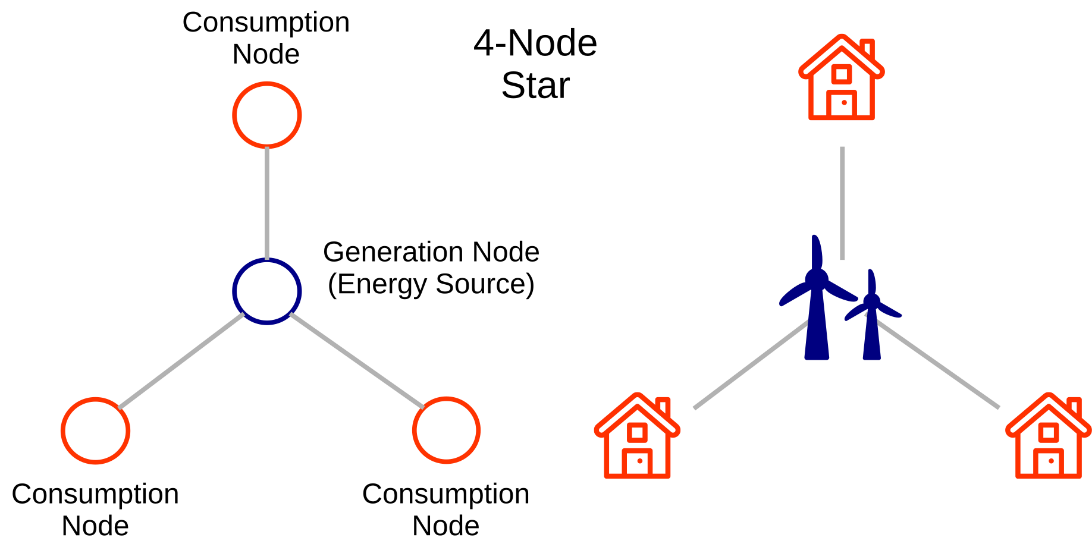 Consumption
Node
4-Node
Star
Generation Node
(Energy Source)
Consumption
Node
Consumption
Node